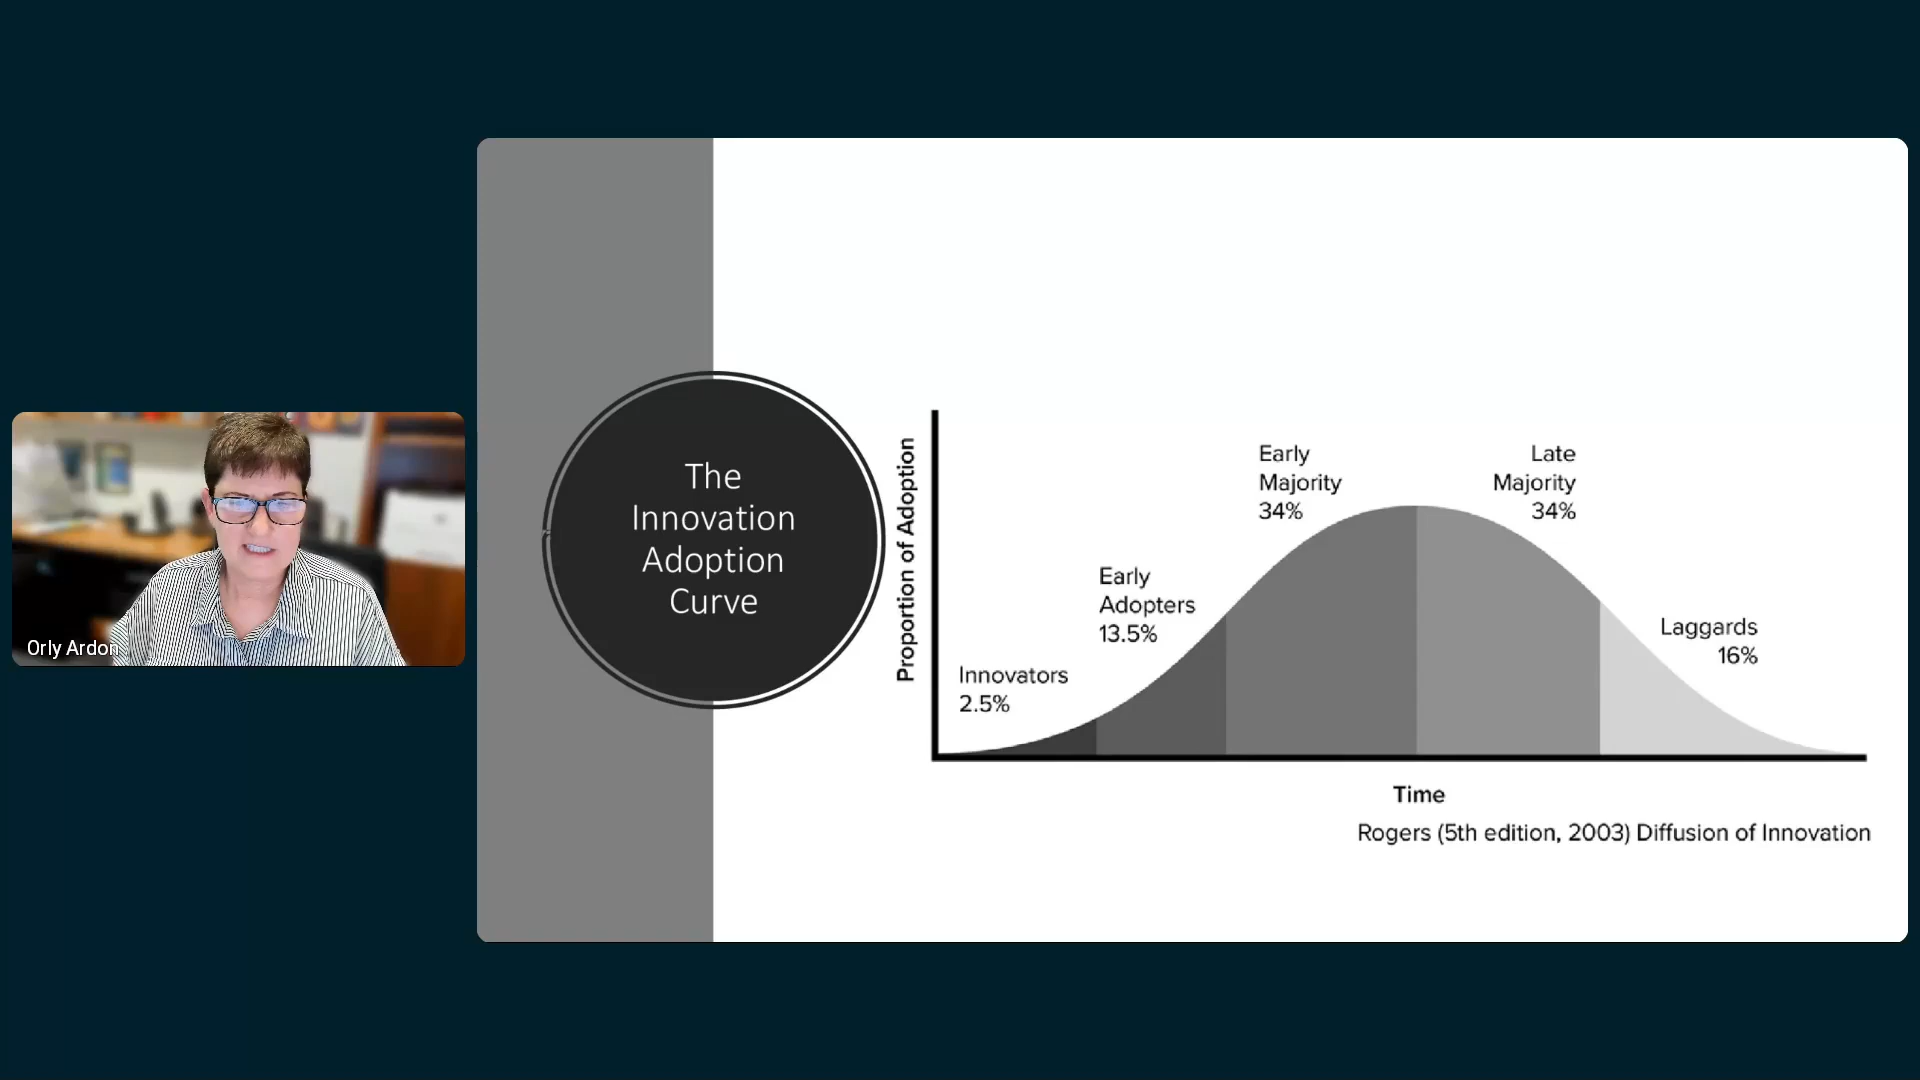 Orly Ardon
The
Innovation
Adoption
Curve
Proportion of Adoption
Innovators
2.5%
Early
Adopters
13.5%
Early
Majority
34%
Late
Majority
34%
Laggards
16%
Time
Rogers (5th edition, 2003) Diffusion of Innovation